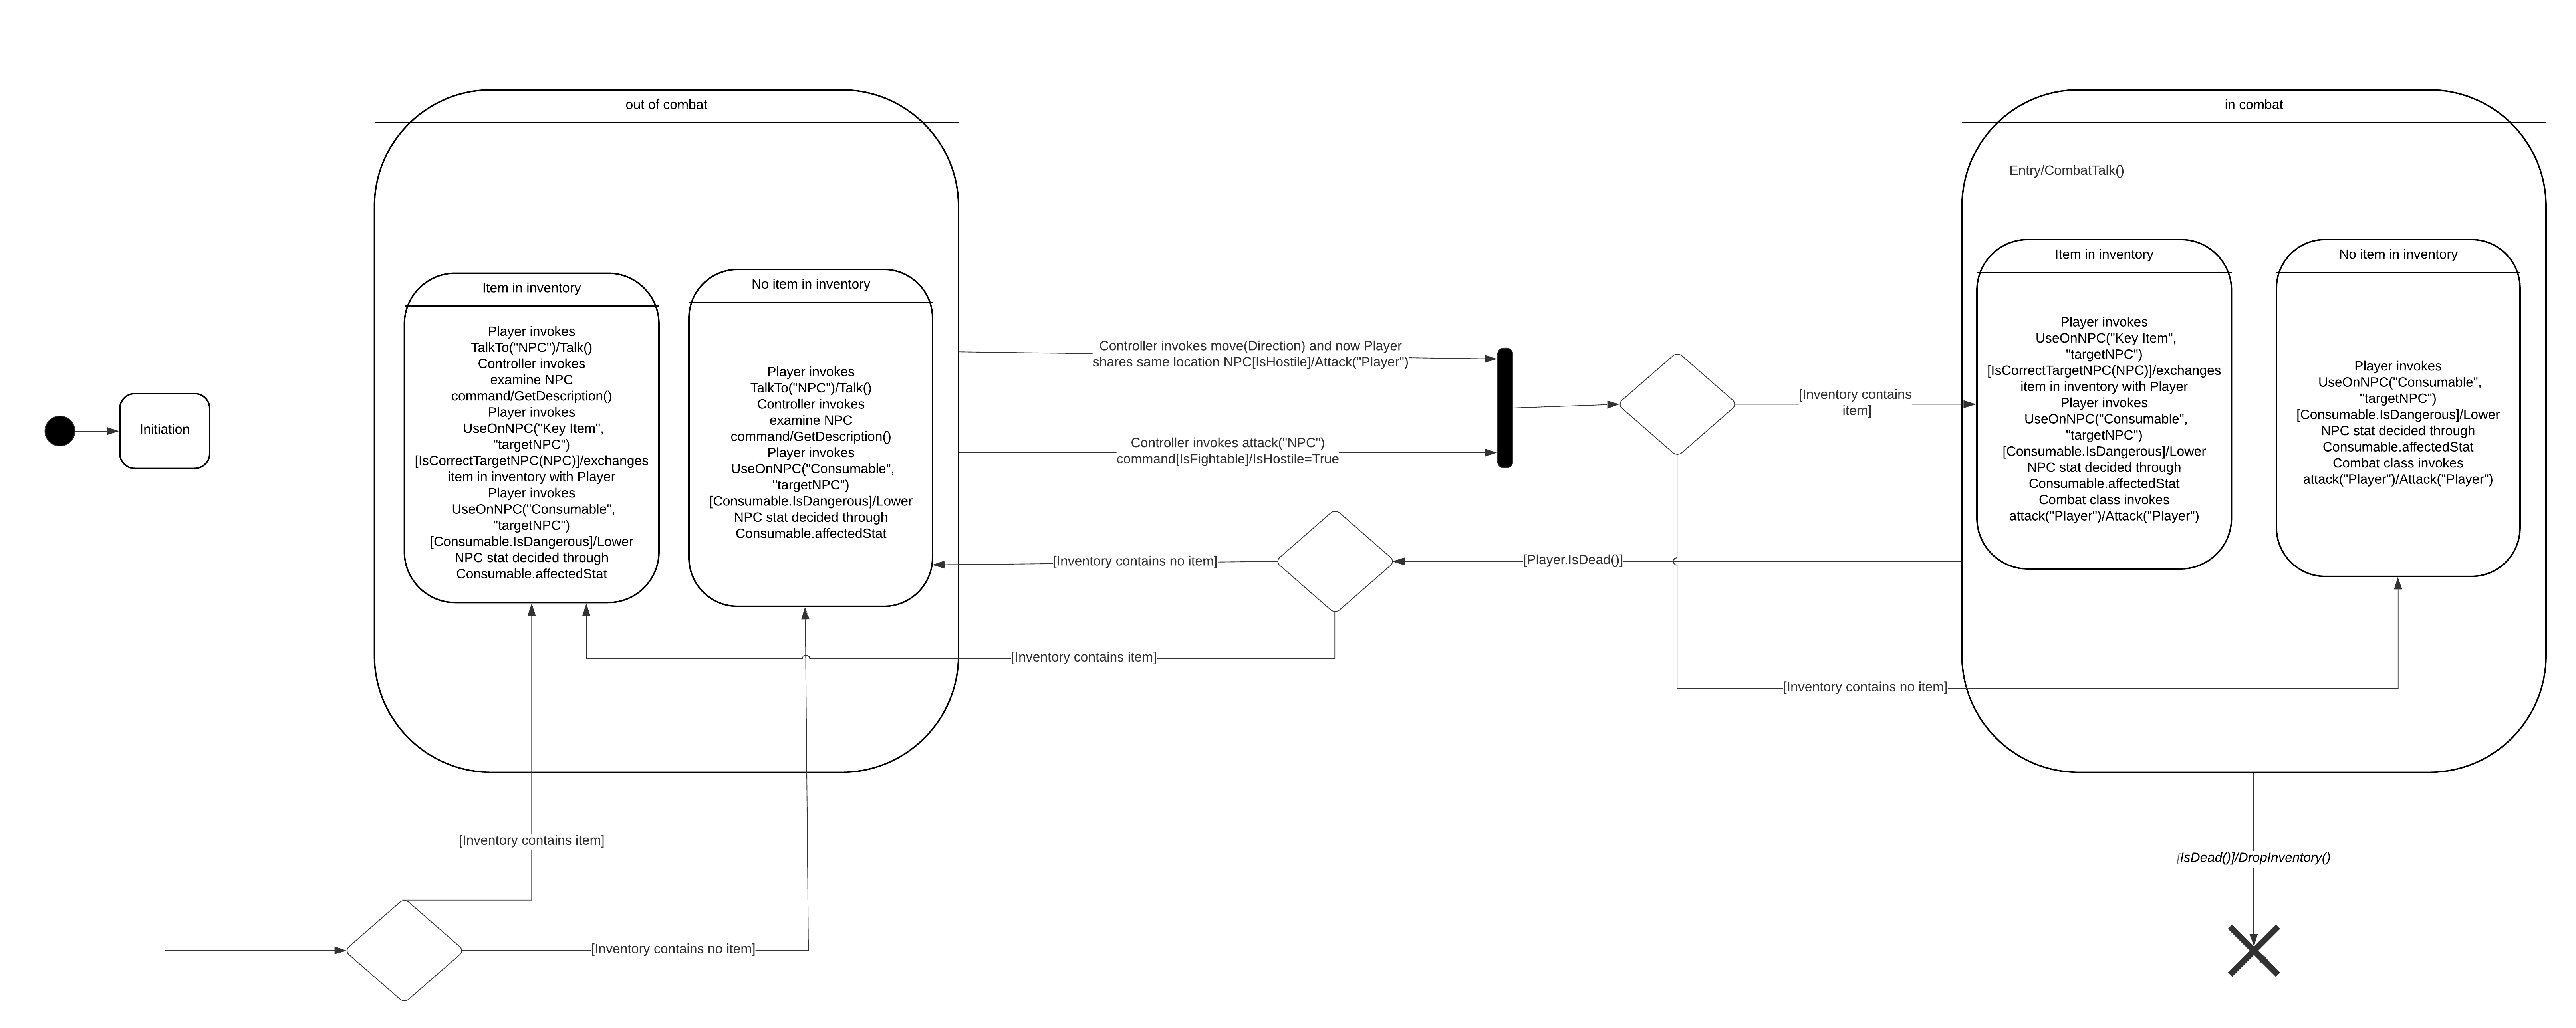 out of combat
in combat
Entry/CombatTalk()
Item in inventory
Player invokes
TalkTo("NPC")/Talk()
Controller invokes
examine NPC
command/GetDescription()
Player invokes
UseOnNPC("Key Item",
"targetNPC")
[IsCorrectTargetNPC(NPC)]/exchanges
item in inventory with Player
Player invokes
UseOnNPC("Consumable",
"targetNPC")
[Consumable.IsDangerous]/Lower
NPC stat decided through
Consumable.affectedStat
No item in inventory
Player invokes
TalkTo("NPC")/Talk()
Controller invokes
examine NPC
command/GetDescription()
Player invokes
UseOnNPC("Consumable",
"targetNPC")
[Consumable.IsDangerous]/Lower
NPC stat decided through
Consumable.affectedStat
Controller invokes move(Direction) and now Player
shares same location NPC[IsHostile]/Attack("Player")
Controller invokes attack("NPC")
command[IsFightable]/IsHostile=True
[Inventory contains
item]
Item in inventory
Player invokes
UseOnNPC("Key Item",
"targetNPC")
[IsCorrectTargetNPC(NPC)]/exchanges
item in inventory with Player
Player invokes
UseOnNPC("Consumable",
"targetNPC")
[Consumable.IsDangerous]/Lower
NPC stat decided through
Consumable.affectedStat
Combat class invokes
attack("Player")/Attack("Player")
No item in inventory
Player invokes
UseOnNPC("Consumable",
"targetNPC")
[Consumable.IsDangerous]/Lower
NPC stat decided through
Consumable.affectedStat
Combat class invokes
attack("Player")/Attack("Player")
Initiation
[Inventory contains no item]
[Player.IsDead()]
[Inventory contains item]
[Inventory contains no item]
[Inventory contains item]
[IsDead()]/DropInventory()
[Inventory contains no item]